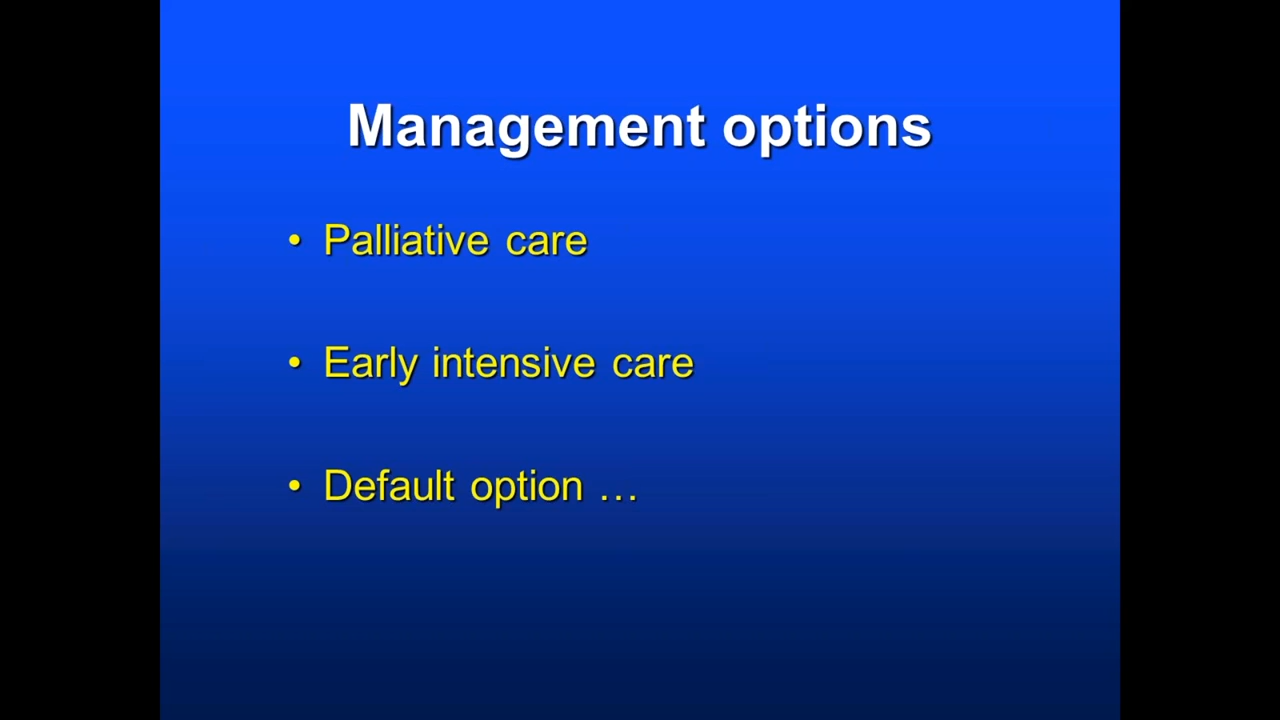 Management options
• Palliative care
• Early intensive care
• Default option …